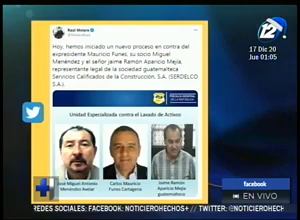 12
17 Dic 20
Jue 01:05
Raúl Melara
Hoy, hemos iniciado un nuevo proceso en contra del
expresidente Mauricio Funes, su socio Miguel
Menéndez y el señor jaime Ramón Aparicio Mejía,
representante legal de la sociedad guatemalteca
Servicios Calificados de la Construcción, S.A. (SERDELCO
S.A.).
Unidad Especializada contra el Lavado de Activos
José Miguel Antonio
Menéndez Avelar
Carlos Mauricio
Funes Cartagena
Jaime Ramón
Aparicio Mejía
guatemalteco
facebook
EN VIVO
REDES SOCIALES: FACEBOOK: NOTICIEROHECHOS+ // TWITTER: @NOTICIEROHECHOS